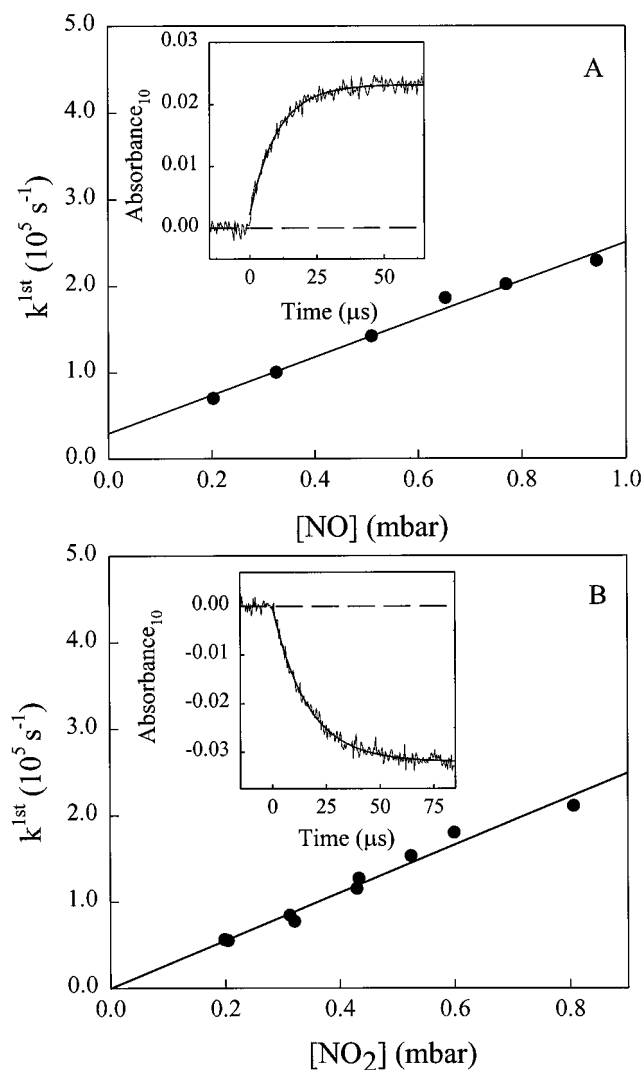 A
k^1st (10^5 s^-1)
5.0
4.0
3.0
2.0
1.0
0.0
0.0 0.2 0.4 0.6 0.8 1.0
[NO] (mbar)
Absorbance₁₀
0.03
0.02
0.01
0.00
0 25 50
Time (μs)
B
k^1st (10^5 s^-1)
5.0
4.0
3.0
2.0
1.0
0.0
0.0 0.2 0.4 0.6 0.8
[NO₂] (mbar)
Absorbance₁₀
0.00
-0.01
-0.02
-0.03
0 25 50 75
Time (μs)